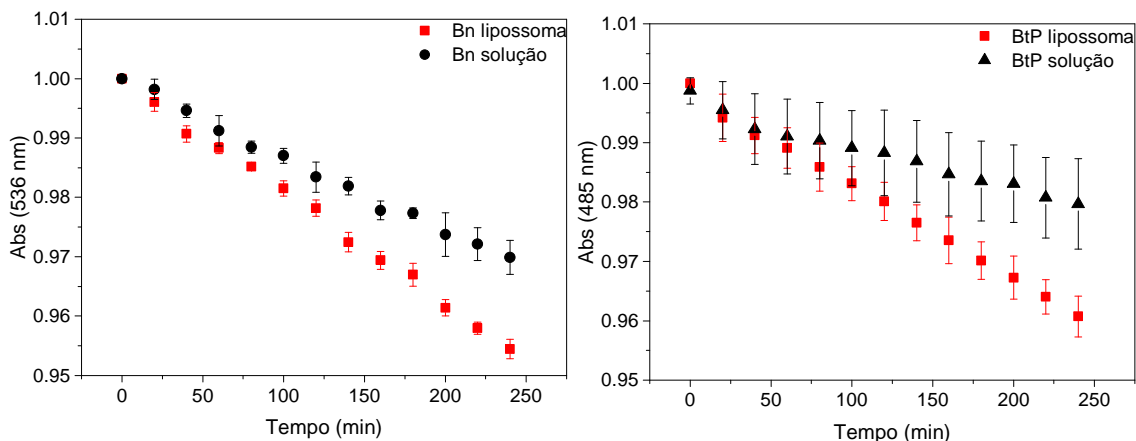 1.01
1.00
0.99
0.98
0.97
0.96
0.95
Abs (536 nm)
Bn lipossoma
Bn solução
0 50 100 150 200 250
Tempo (min)
1.01
1.00
0.99
0.98
0.97
0.96
0.95
Abs (485 nm)
BtP lipossoma
BtP solução
0 50 100 150 200 250
Tempo (min)